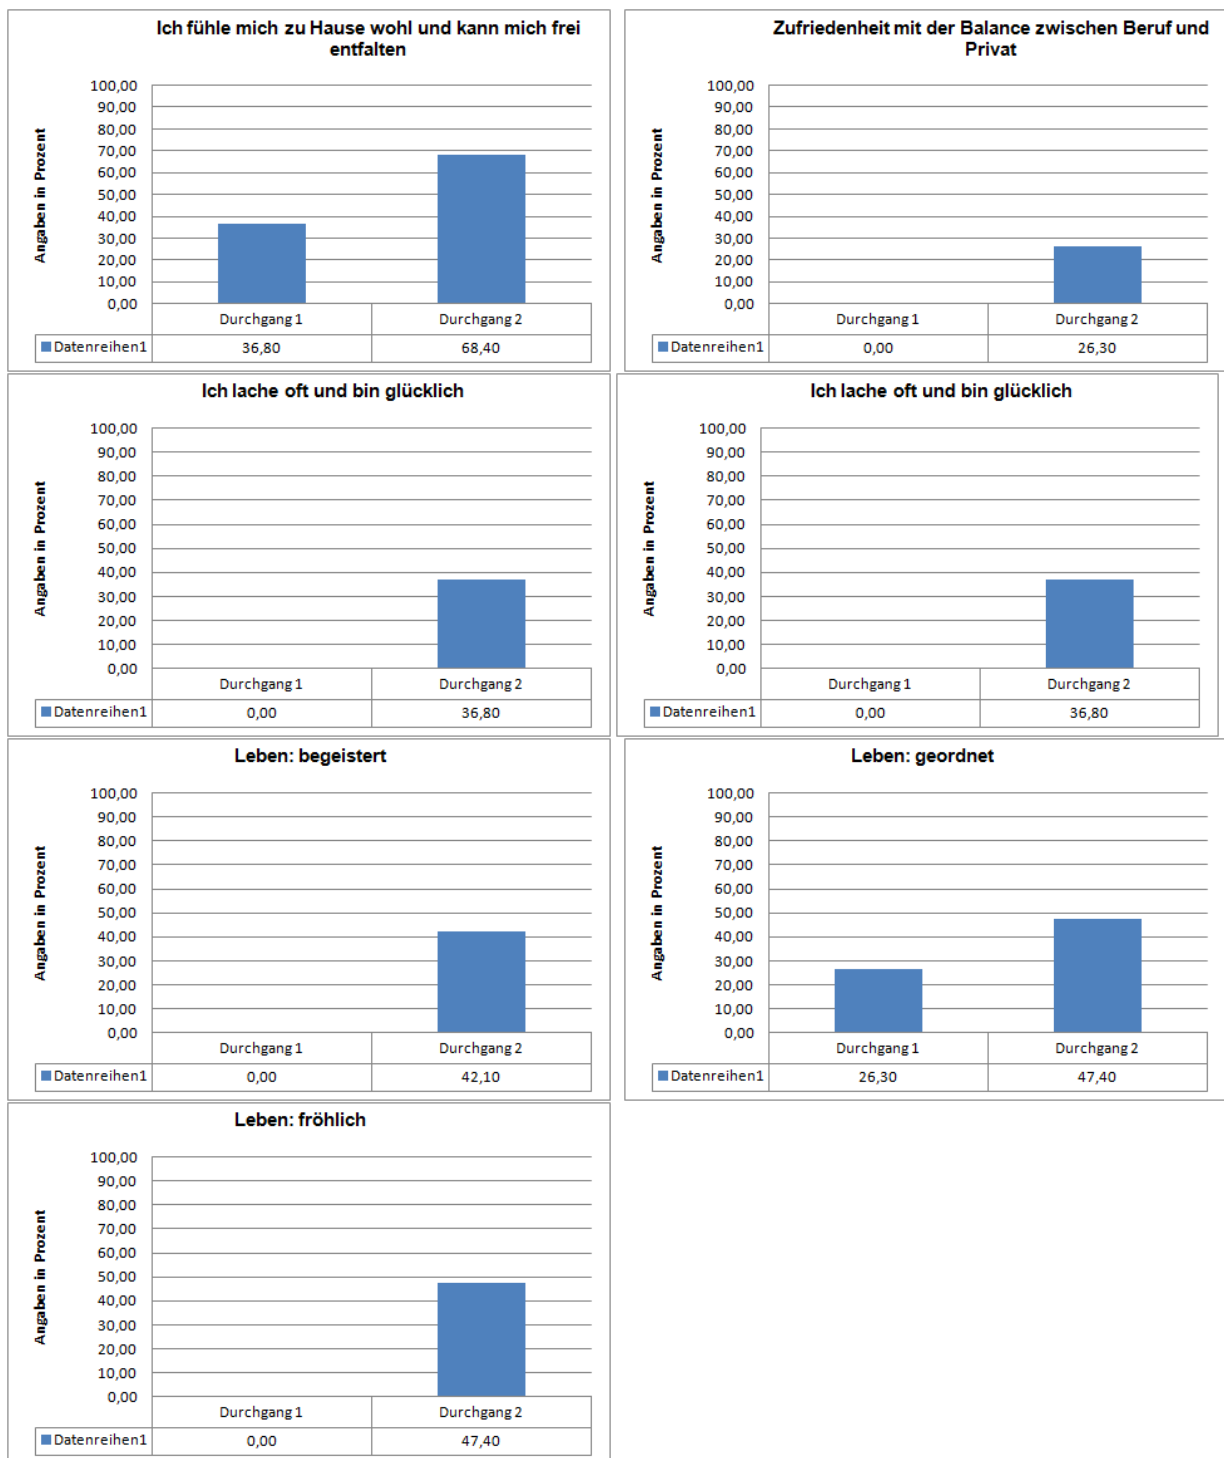 Ich fühle mich zu Hause wohl und kann mich frei
entfalten
Angaben in Prozent
100,00
90,00
80,00
70,00
60,00
50,00
40,00
30,00
20,00
10,00
0,00
Durchgang 1 Durchgang 2
Datenreihen1 36,80 68,40
Zufriedenheit mit der Balance zwischen Beruf und
Privat
Angaben in Prozent
100,00
90,00
80,00
70,00
60,00
50,00
40,00
30,00
20,00
10,00
0,00
Durchgang 1 Durchgang 2
Datenreihen1 0,00 26,30
Ich lache oft und bin glücklich
Angaben in Prozent
100,00
90,00
80,00
70,00
60,00
50,00
40,00
30,00
20,00
10,00
0,00
Durchgang 1 Durchgang 2
Datenreihen1 0,00 36,80
Ich lache oft und bin glücklich
Angaben in Prozent
100,00
90,00
80,00
70,00
60,00
50,00
40,00
30,00
20,00
10,00
0,00
Durchgang 1 Durchgang 2
Datenreihen1 0,00 36,80
Leben: begeistert
Angaben in Prozent
100,00
90,00
80,00
70,00
60,00
50,00
40,00
30,00
20,00
10,00
0,00
Durchgang 1 Durchgang 2
Datenreihen1 0,00 42,10
Leben: geordnet
Angaben in Prozent
100,00
90,00
80,00
70,00
60,00
50,00
40,00
30,00
20,00
10,00
0,00
Durchgang 1 Durchgang 2
Datenreihen1 26,30 47,40
Leben: fröhlich
Angaben in Prozent
100,00
90,00
80,00
70,00
60,00
50,00
40,00
30,00
20,00
10,00
0,00
Durchgang 1 Durchgang 2
Datenreihen1 0,00 47,40